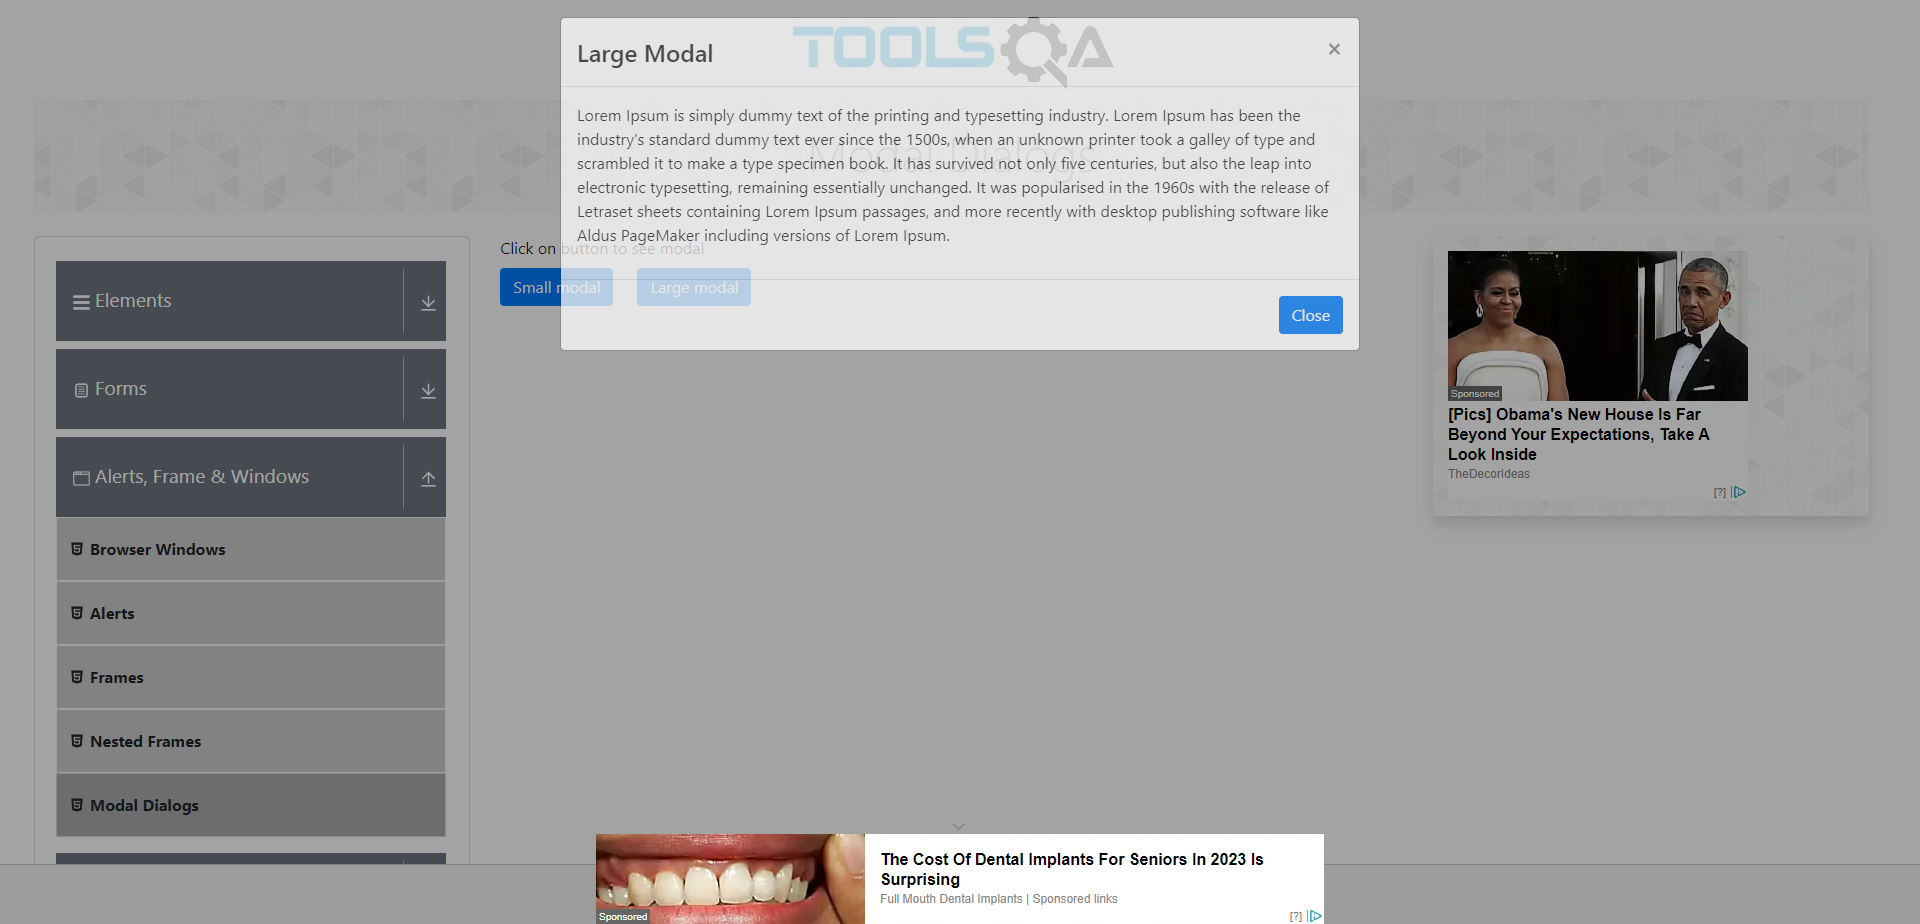 TOOLSQA
Large Modal
×
Lorem Ipsum is simply dummy text of the printing and typesetting industry. Lorem Ipsum has been the
industry's standard dummy text ever since the 1500s, when an unknown printer took a galley of type and
scrambled it to make a type specimen book. It has survived not only five centuries, but also the leap into
electronic typesetting, remaining essentially unchanged. It was popularised in the 1960s with the release of
Letraset sheets containing Lorem Ipsum passages, and more recently with desktop publishing software like
Aldus PageMaker including versions of Lorem Ipsum.
Close
Modal Dialogs
Click on button to see modal
Small modal
Large modal
Elements
Forms
Alerts, Frame & Windows
Browser Windows
Alerts
Frames
Nested Frames
Modal Dialogs
Sponsored
[Pics] Obama's New House Is Far
Beyond Your Expectations, Take A
Look Inside
TheDecorIdeas
[?]
The Cost Of Dental Implants For Seniors In 2023 Is
Surprising
Full Mouth Dental Implants | Sponsored links
Sponsored
[?]